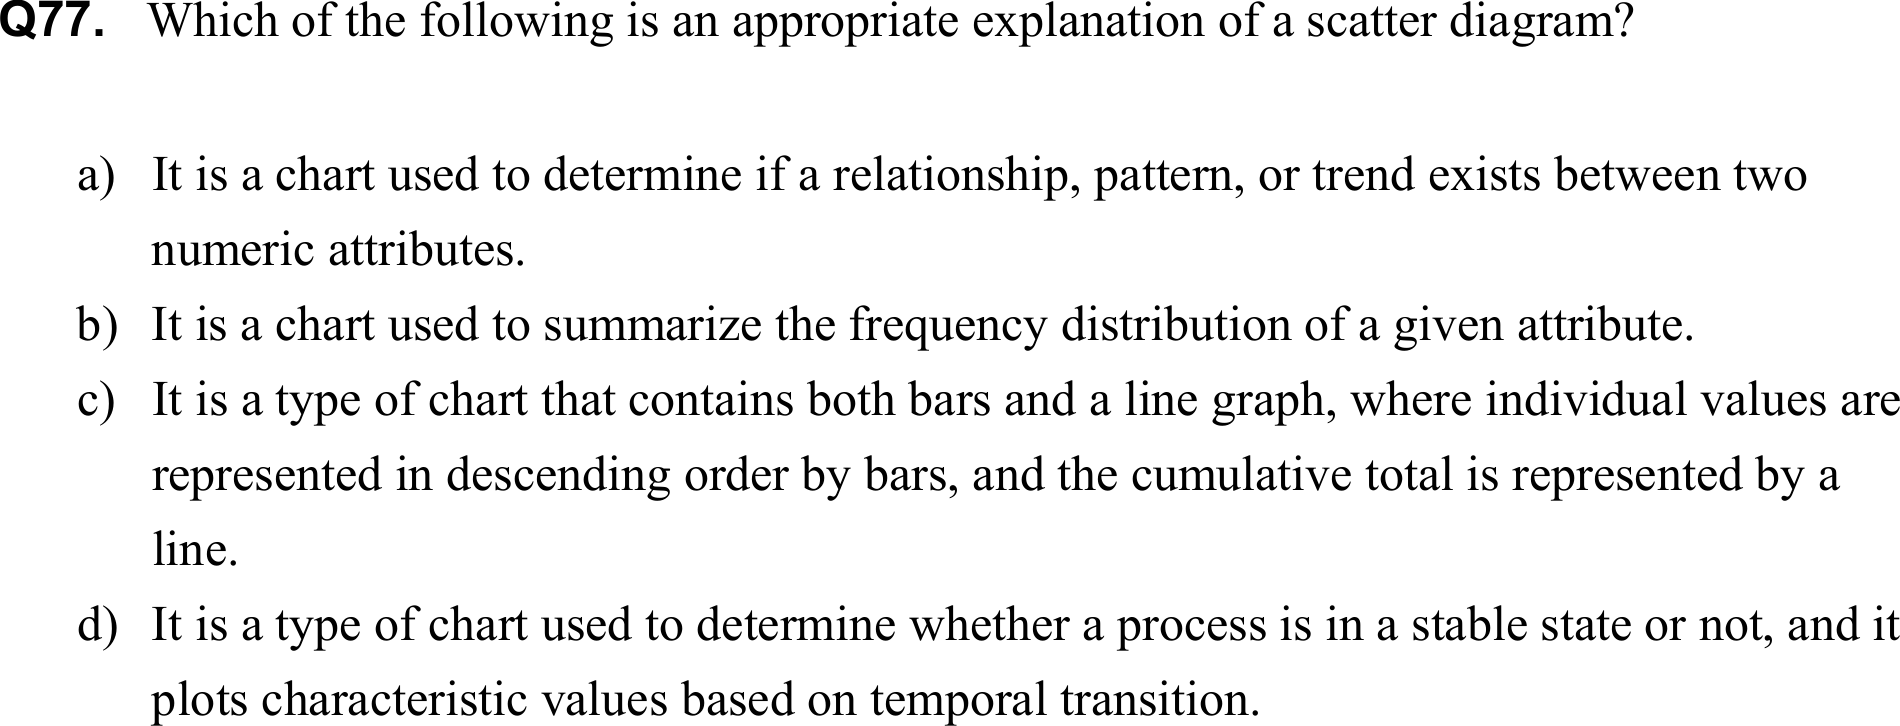 Q77. Which of the following is an appropriate explanation of a scatter diagram?
a) It is a chart used to determine if a relationship, pattern, or trend exists between two
numeric attributes.
b) It is a chart used to summarize the frequency distribution of a given attribute.
c) It is a type of chart that contains both bars and a line graph, where individual values are
represented in descending order by bars, and the cumulative total is represented by a
line.
d) It is a type of chart used to determine whether a process is in a stable state or not, and it
plots characteristic values based on temporal transition.